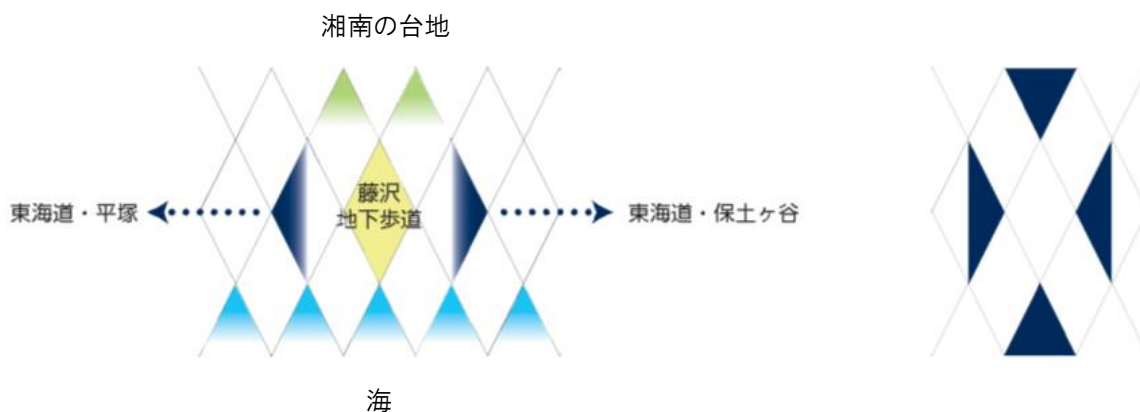 湘南の台地
藤沢
地下歩道
東海道・平塚
東海道・保土ヶ谷
海